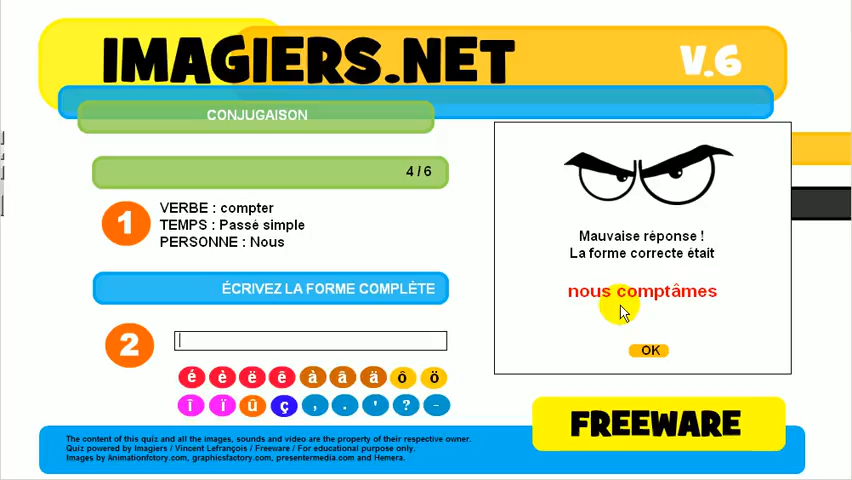 IMAGIERS.NET
V.6
CONJUGAISON
4 / 6
1
VERBE : compter
TEMPS : Passé simple
PERSONNE : Nous
Mauvaise réponse !
La forme correcte était
nous comptâmes
OK
ÉCRIVEZ LA FORME COMPLÈTE
2
é è ë ê à â ä ô ö
î ï û ç , . ' ? -
FREEWARE
The content of this quiz and all the images, sounds and video are the property of their respective owner.
Quiz powered by Imagiers / Vincent Lefrançois / Freeware / For educational purpose only.
Images by Animationfctory.com, graphicsfactory.com, presentermedia.com and Hemera.